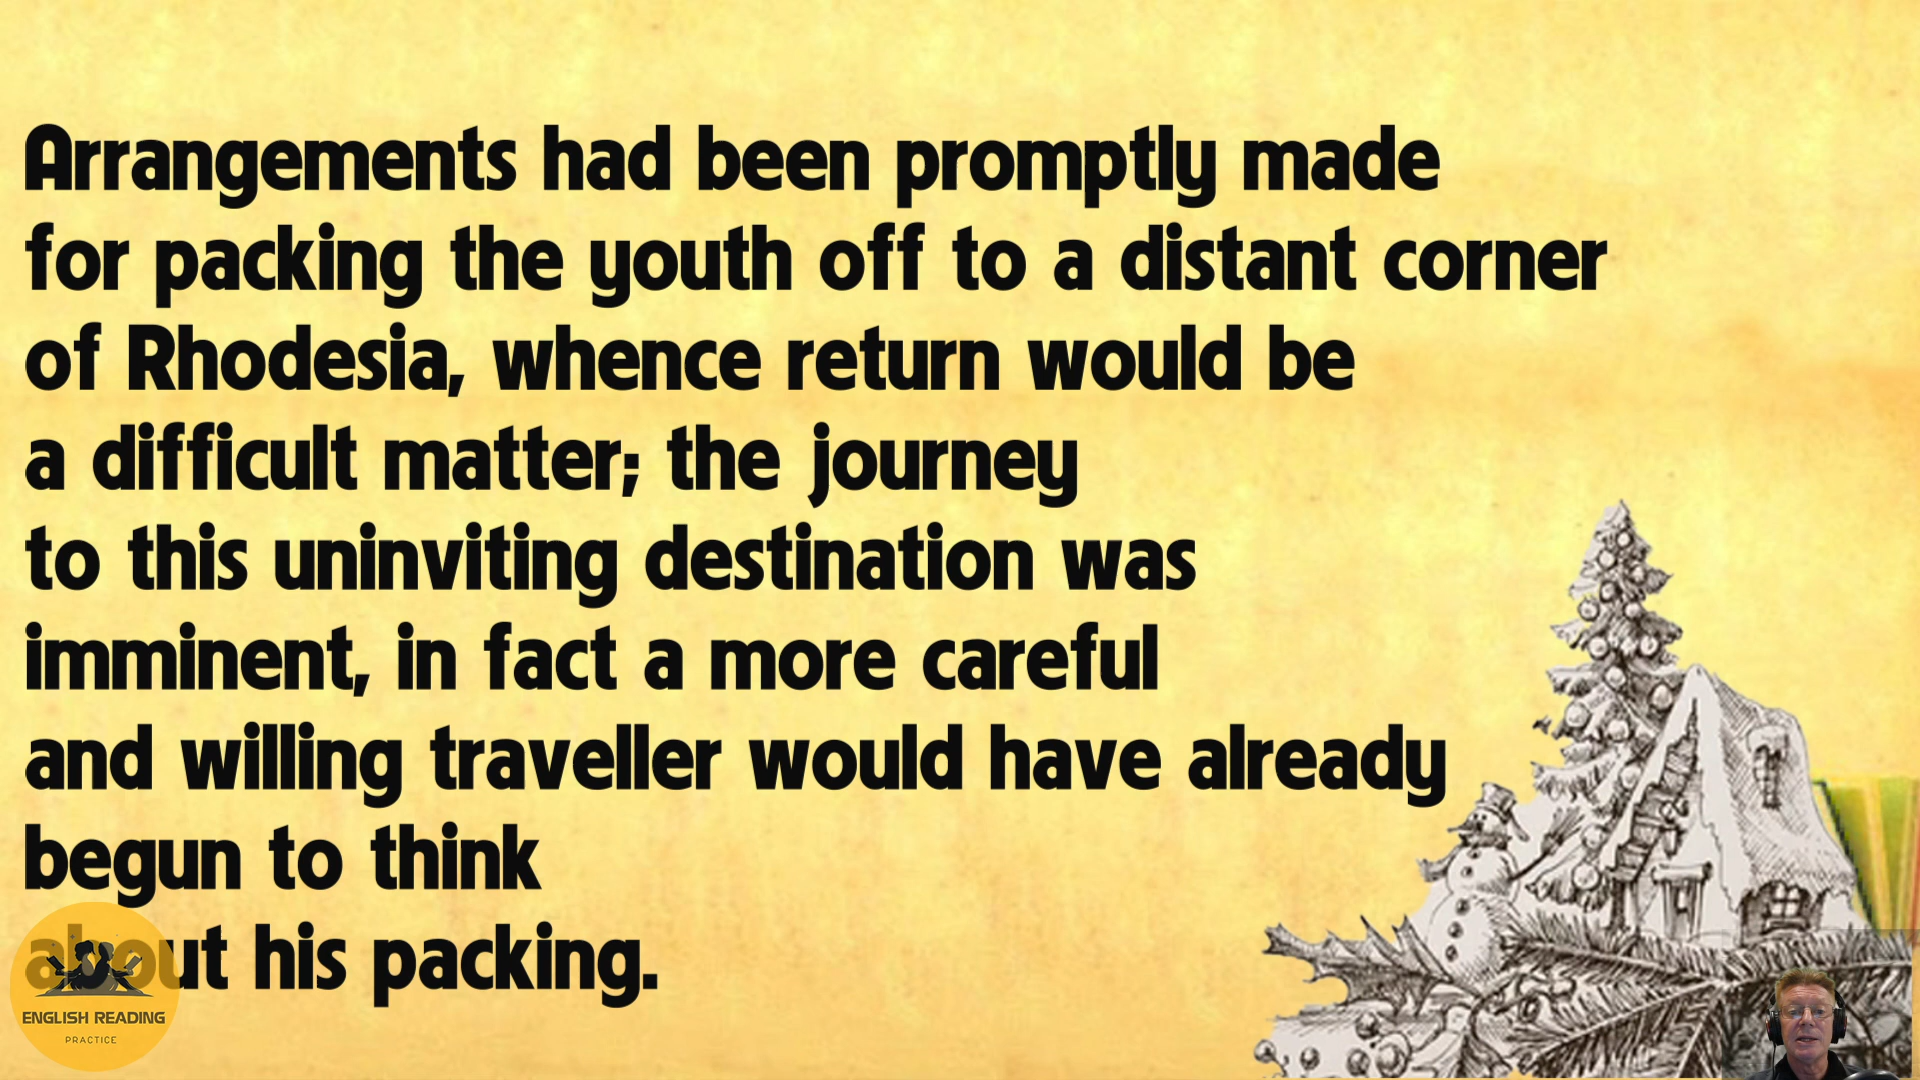 Arrangements had been promptly made
for packing the youth off to a distant corner
of Rhodesia, whence return would be
a difficult matter; the journey
to this uninviting destination was
imminent, in fact a more careful
and willing traveller would have already
begun to think
about his packing.
ENGLISH READING
PRACTICE